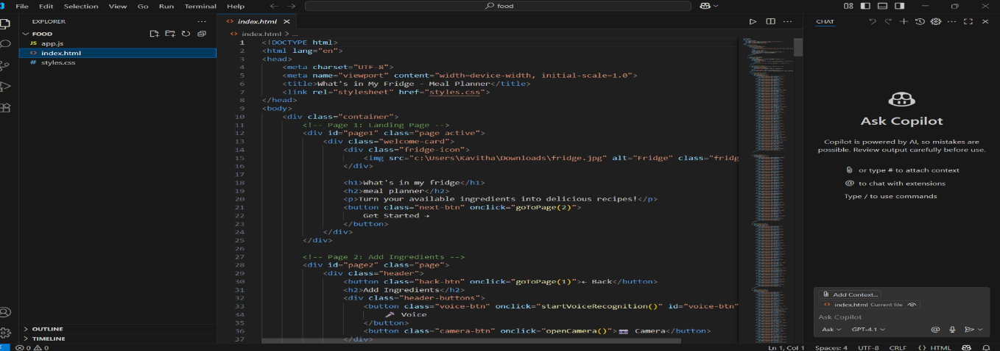 File Edit Selection View Go Run Terminal Help
food
EXPLORER
FOOD
JS app.js
<> index.html
# styles.css
OUTLINE
TIMELINE
<> index.html
<> index.html > ...
1 <!DOCTYPE html>
2 <html lang="en">
3 <head>
4 <meta charset="UTF-8">
5 <meta name="viewport" content="width=device-width, initial-scale=1.0">
6 <title>What's in My Fridge - Meal Planner</title>
7 <link rel="stylesheet" href="styles.css">
8 </head>
9 <body>
10 <div class="container">
11 <!-- Page 1: Landing Page -->
12 <div id="page1" class="page active">
13 <div class="welcome-card">
14 <div class="fridge-icon">
15 <img src="c:\Users\Kavitha\Downloads\fridge.jpg" alt="Fridge" class="fridg
16 </div>
17
18 <h1>What's in my fridge</h1>
19 <h2>meal planner</h2>
20 <p>Turn your available ingredients into delicious recipes!</p>
21 <button class="next-btn" onclick="goToPage(2)">
22 Get Started →
23 </button>
24 </div>
25 </div>
26
27 <!-- Page 2: Add Ingredients -->
28 <div id="page2" class="page">
29 <div class="header">
30 <button class="back-btn" onclick="goToPage(1)">← Back</button>
31 <h2>Add Ingredients</h2>
32 <div class="header-buttons">
33 <button class="voice-btn" onclick="startVoiceRecognition()" id="voice-btn"
34 🎤 Voice
35 </button>
36 <button class="camera-btn" onclick="openCamera()">📷 Camera</button>
37 </div>
CHAT
Ask Copilot
Copilot is powered by AI, so mistakes are
possible. Review output carefully before use.
or type # to attach context
@ to chat with extensions
Type / to use commands
Add Context...
<> index.html Current file
Ask Copilot
Ask GPT-4.1
0 0
Ln 1, Col 1 Spaces: 4 UTF-8 CRLF {} HTML